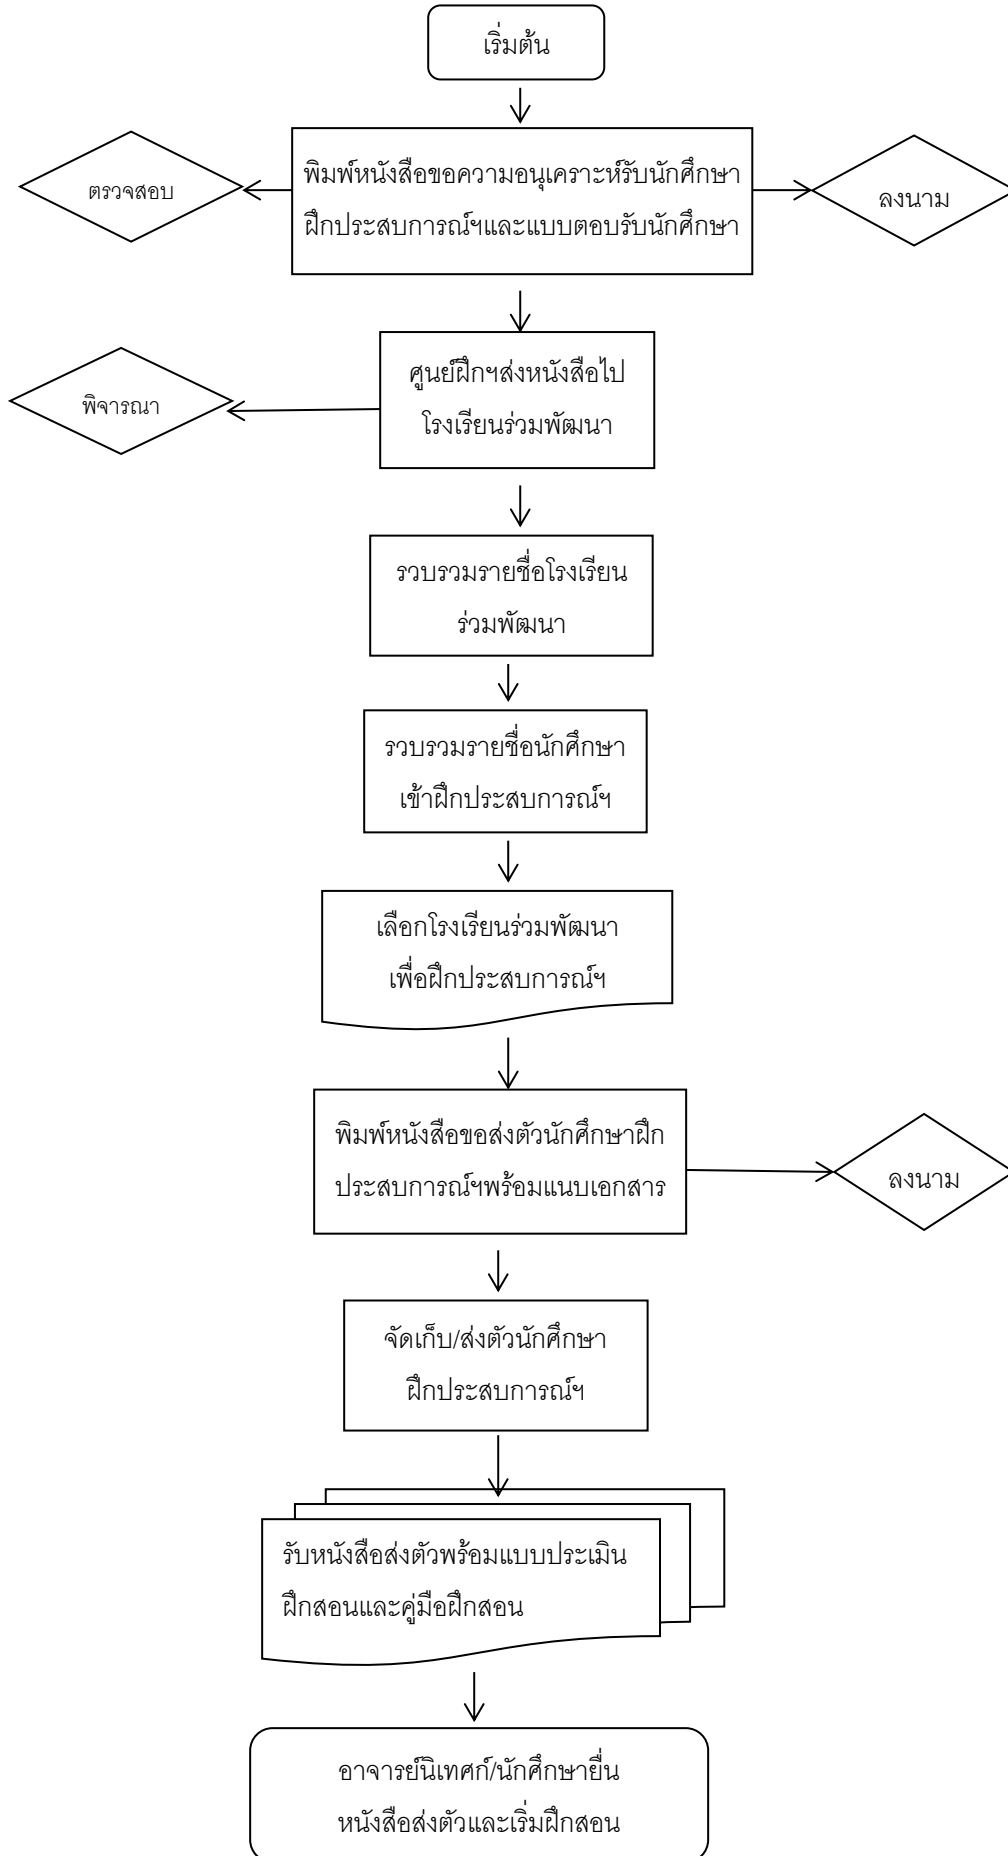 เริ่มต้น
พิมพ์หนังสือขอความอนุเคราะห์รับนักศึกษา
ฝึกประสบการณ์ฯและแบบตอบรับนักศึกษา
ตรวจสอบ
ลงนาม
ศูนย์ฝึกฯส่งหนังสือไป
โรงเรียนร่วมพัฒนา
พิจารณา
รวบรวมรายชื่อโรงเรียน
ร่วมพัฒนา
รวบรวมรายชื่อนักศึกษา
เข้าฝึกประสบการณ์ฯ
เลือกโรงเรียนร่วมพัฒนา
เพื่อฝึกประสบการณ์ฯ
พิมพ์หนังสือขอส่งตัวนักศึกษาฝึก
ประสบการณ์ฯพร้อมแนบเอกสาร
ลงนาม
จัดเก็บ/ส่งตัวนักศึกษา
ฝึกประสบการณ์ฯ
รับหนังสือส่งตัวพร้อมแบบประเมิน
ฝึกสอนและคู่มือฝึกสอน
อาจารย์นิเทศก์/นักศึกษายื่น
หนังสือส่งตัวและเริ่มฝึกสอน